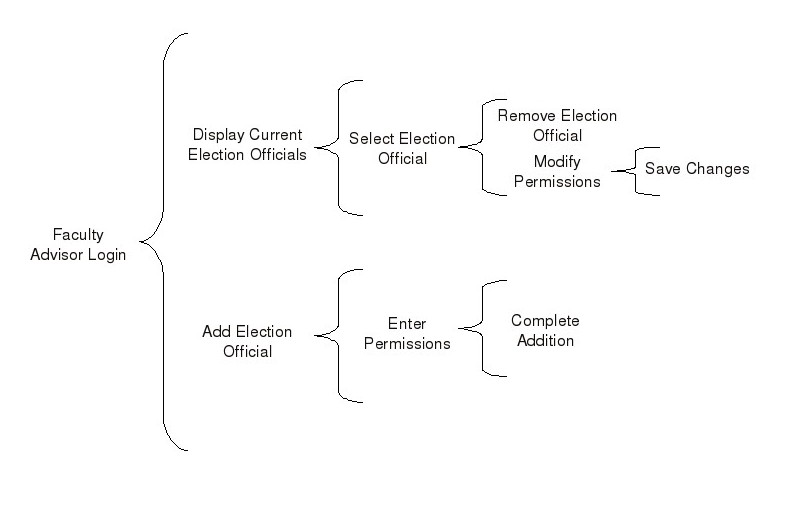 Faculty
Advisor Login
Display Current
Election Officials
Select Election
Official
Remove Election
Official
Modify
Permissions
Save Changes
Add Election
Official
Enter
Permissions
Complete
Addition